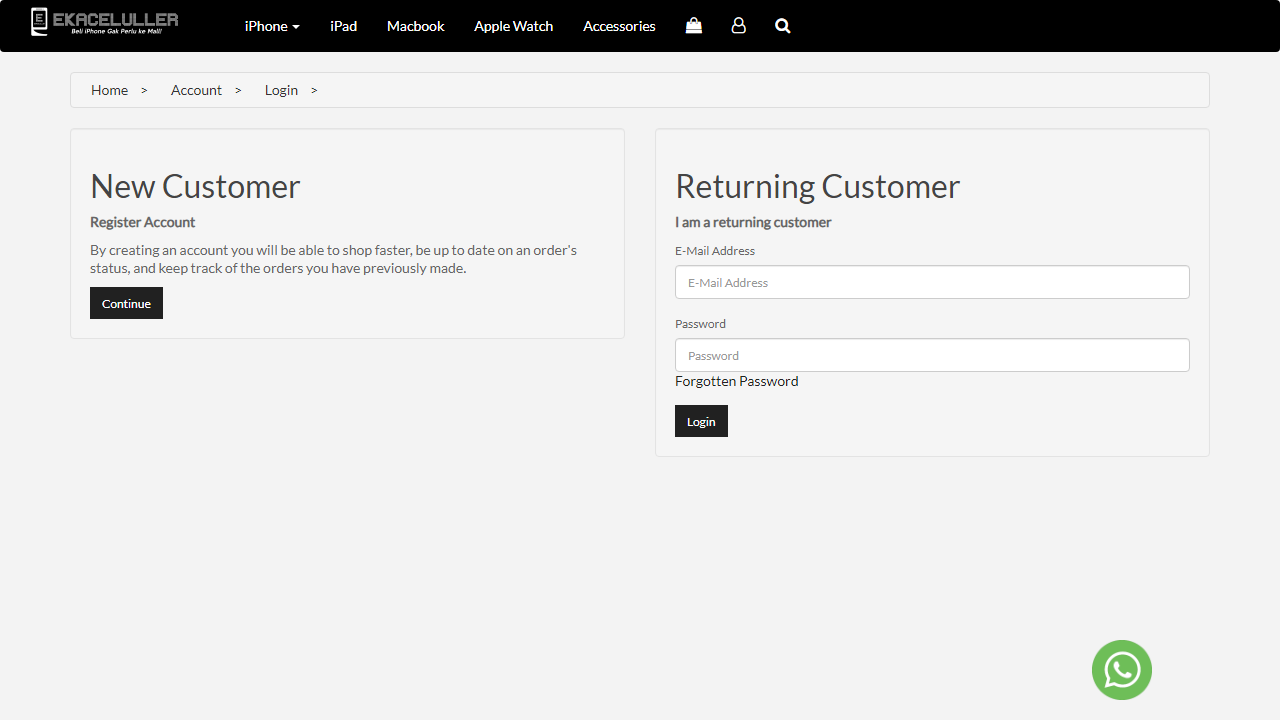 EKACELULLER
Beli iPhone Gak Perlu ke Mall!
iPhone
iPad
Macbook
Apple Watch
Accessories
Home > Account > Login >
New Customer
Register Account
By creating an account you will be able to shop faster, be up to date on an order's
status, and keep track of the orders you have previously made.
Continue
Returning Customer
I am a returning customer
E-Mail Address
E-Mail Address
Password
Password
Forgotten Password
Login